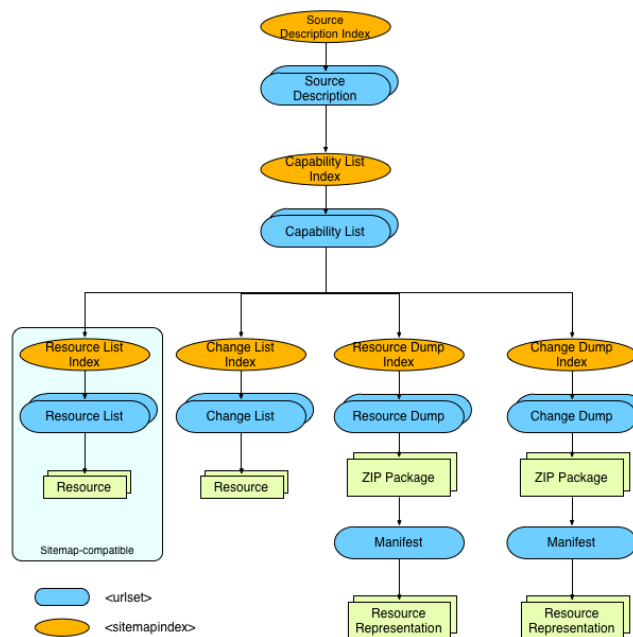 Source
Description Index
Source
Description
Capability List
Index
Capability List
Resource List
Index
Change List
Index
Resource Dump
Index
Change Dump
Index
Resource List
Change List
Resource Dump
Change Dump
Resource
Resource
ZIP Package
ZIP Package
Manifest
Manifest
Sitemap-compatible
<urlset>
<sitemapindex>
Resource
Representation
Resource
Representation